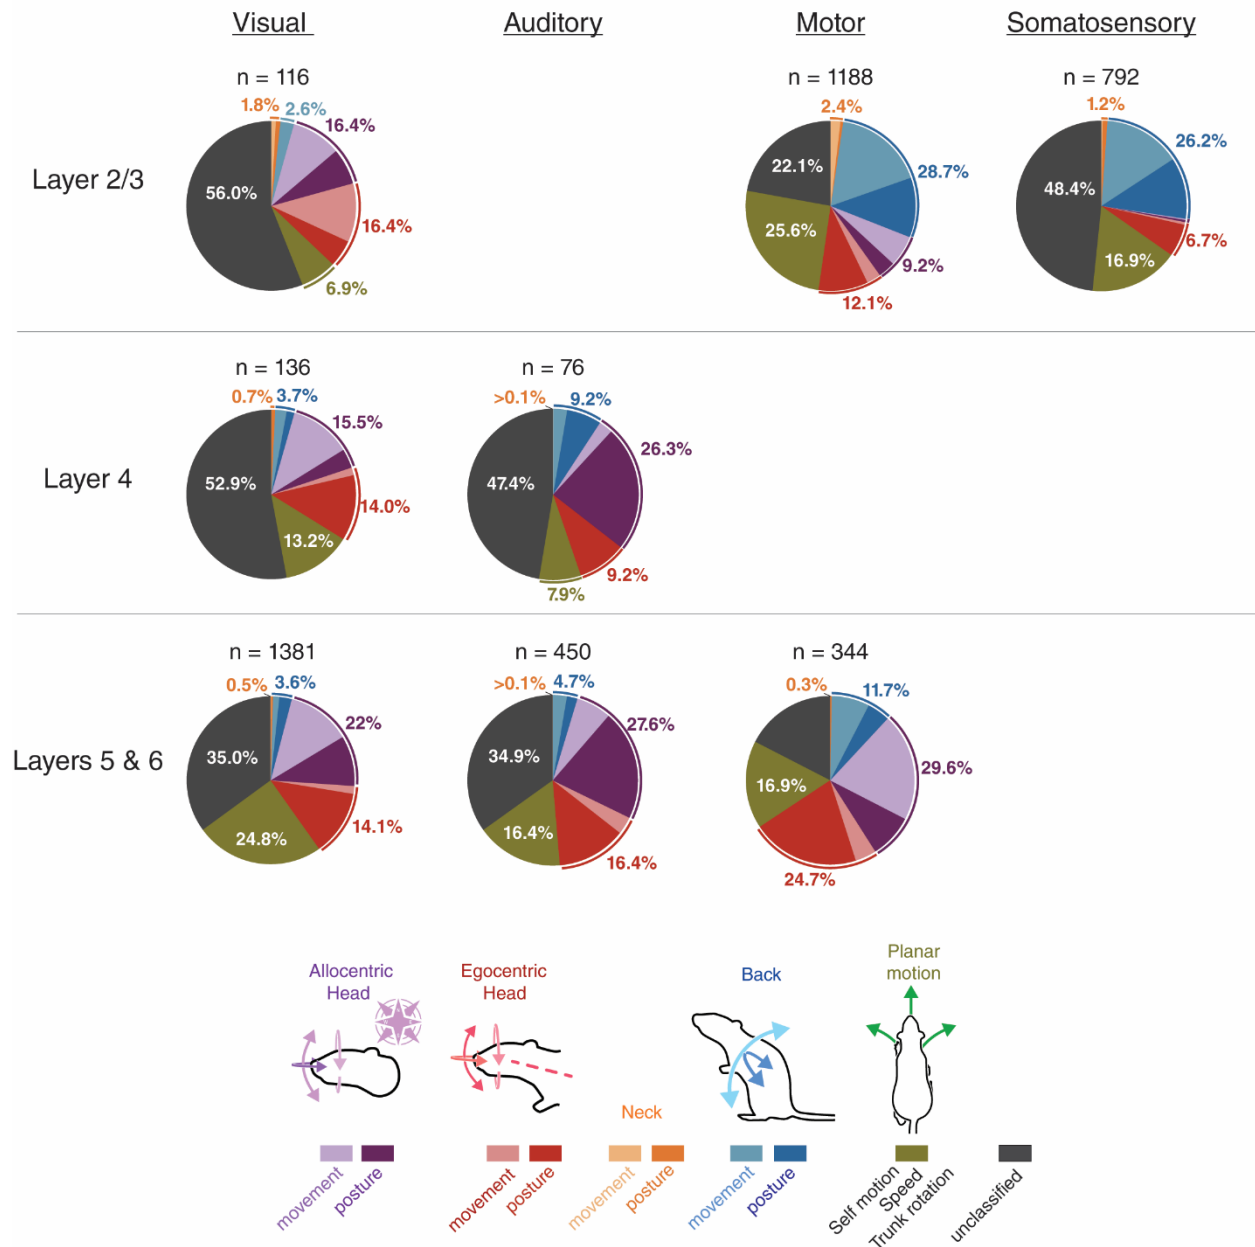 Visual
Auditory
Motor
Somatosensory
n = 116
n = 1188
n = 792
Layer 2/3
1.8%
2.6%
16.4%
56.0%
16.4%
6.9%
2.4%
22.1%
28.7%
25.6%
9.2%
12.1%
1.2%
26.2%
48.4%
6.7%
16.9%
n = 136
n = 76
Layer 4
0.7%
3.7%
15.5%
52.9%
14.0%
13.2%
>0.1%
9.2%
26.3%
47.4%
9.2%
7.9%
n = 1381
n = 450
n = 344
Layers 5 & 6
0.5%
3.6%
22%
35.0%
24.8%
14.1%
>0.1%
4.7%
27.6%
34.9%
16.4%
16.4%
0.3%
11.7%
29.6%
16.9%
24.7%
Allocentric
Head
Egocentric
Head
Neck
Back
Planar
motion
movement
posture
movement
posture
movement
posture
movement
posture
Self motion
Speed
Trunk rotation
unclassified